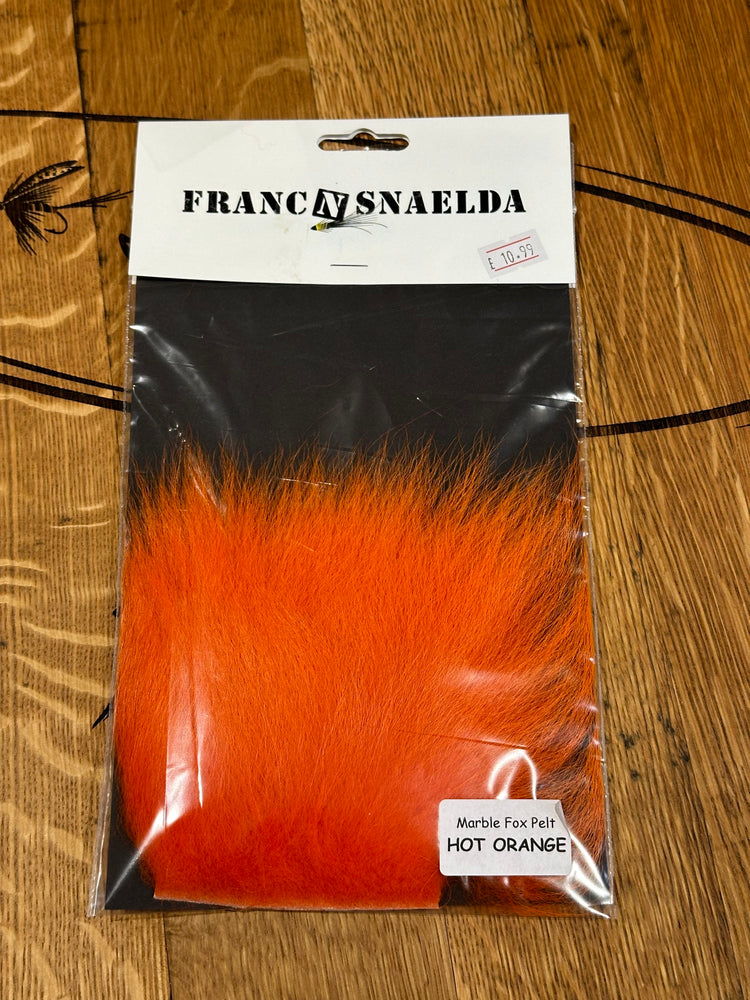 FRANC N SNAELDA
£ 10.99
Marble Fox Pelt
HOT ORANGE